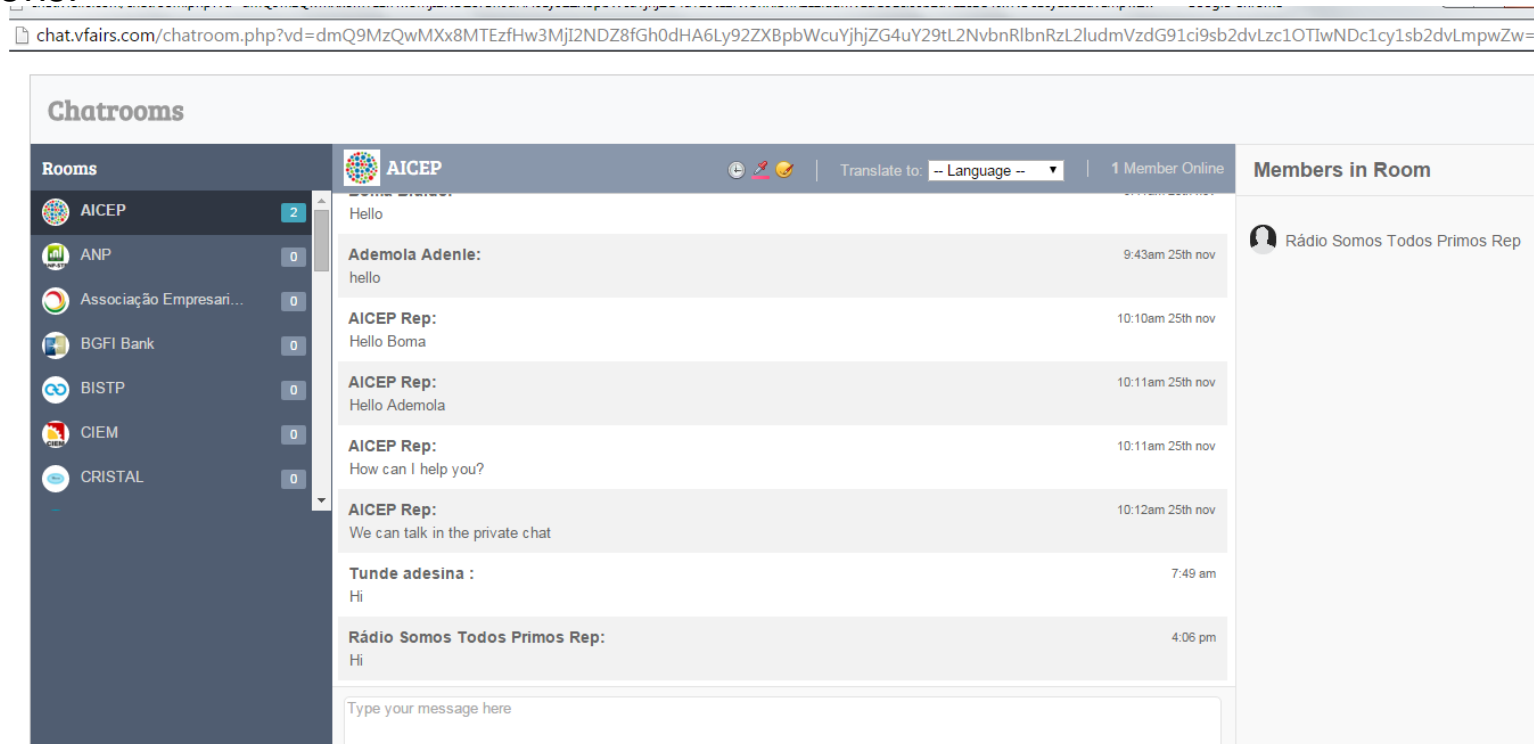 Google Chrome
chat.vfairs.com/chatroom.php?vd=dmQ9MzQwMXx8MTEzfHw3MjI2NDZ8fGh0dHA6Ly92ZXBpbWcuYjhjZG4uY29tL2NvbnRlbnRzL2ludmVzdG91ci9sb2dvLzc1OTIwNDc1cy1sb2dvLmpwZw=
Chatrooms
Rooms
AICEP 2
ANP 0
Associação Empresari... 0
BGFI Bank 0
BISTP 0
CIEM 0
CRISTAL 0
AICEP Translate to: -- Language -- 1 Member Online
Hello
Ademola Adenle: 9:43am 25th nov
hello
AICEP Rep: 10:10am 25th nov
Hello Boma
AICEP Rep: 10:11am 25th nov
Hello Ademola
AICEP Rep: 10:11am 25th nov
How can I help you?
AICEP Rep: 10:12am 25th nov
We can talk in the private chat
Tunde adesina : 7:49 am
Hi
Rádio Somos Todos Primos Rep: 4:06 pm
Hi
Type your message here
Members in Room
Rádio Somos Todos Primos Rep